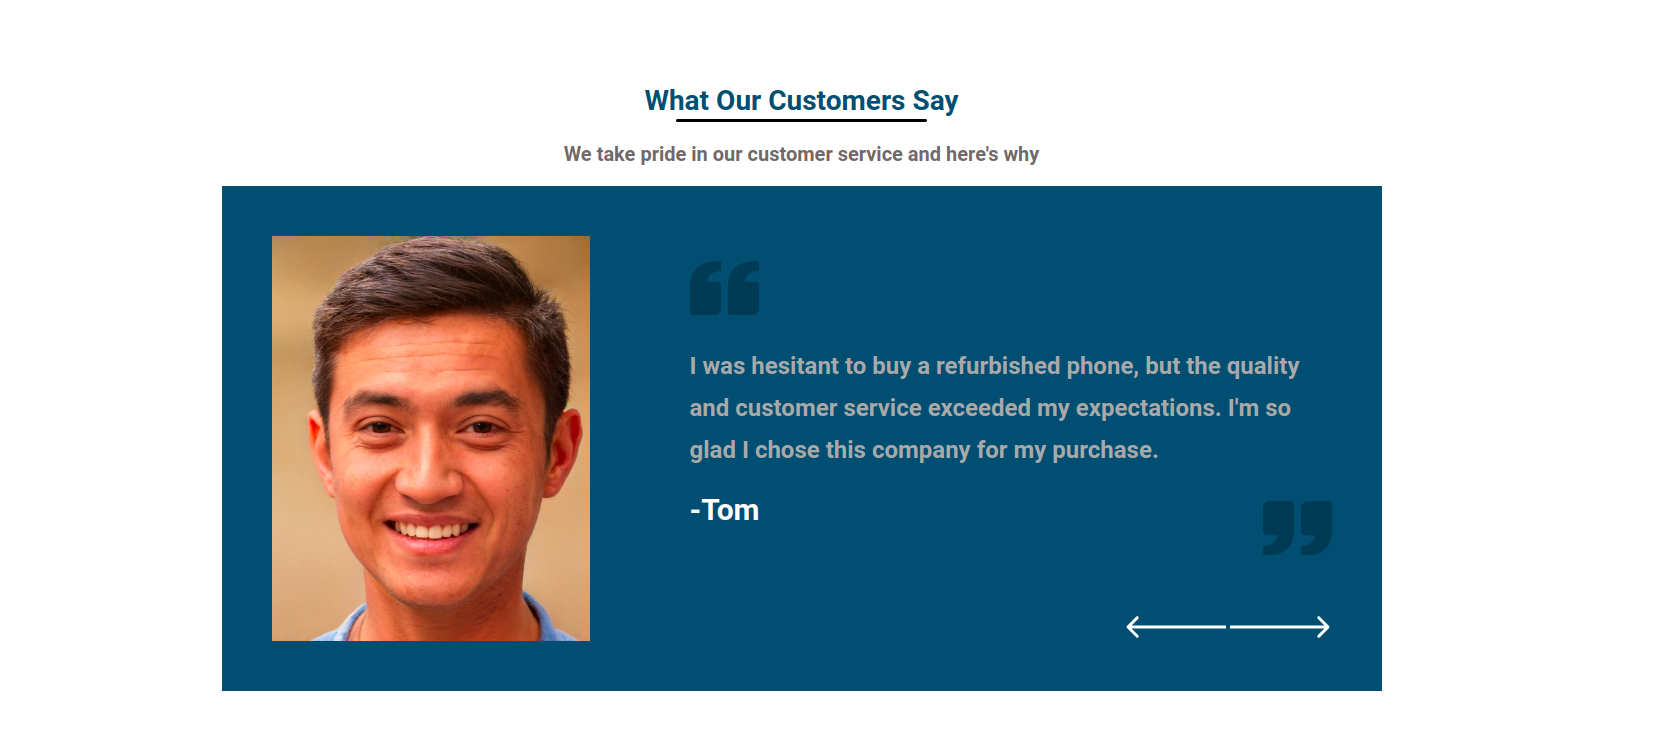 What Our Customers Say
We take pride in our customer service and here's why
I was hesitant to buy a refurbished phone, but the quality
and customer service exceeded my expectations. I'm so
glad I chose this company for my purchase.
-Tom